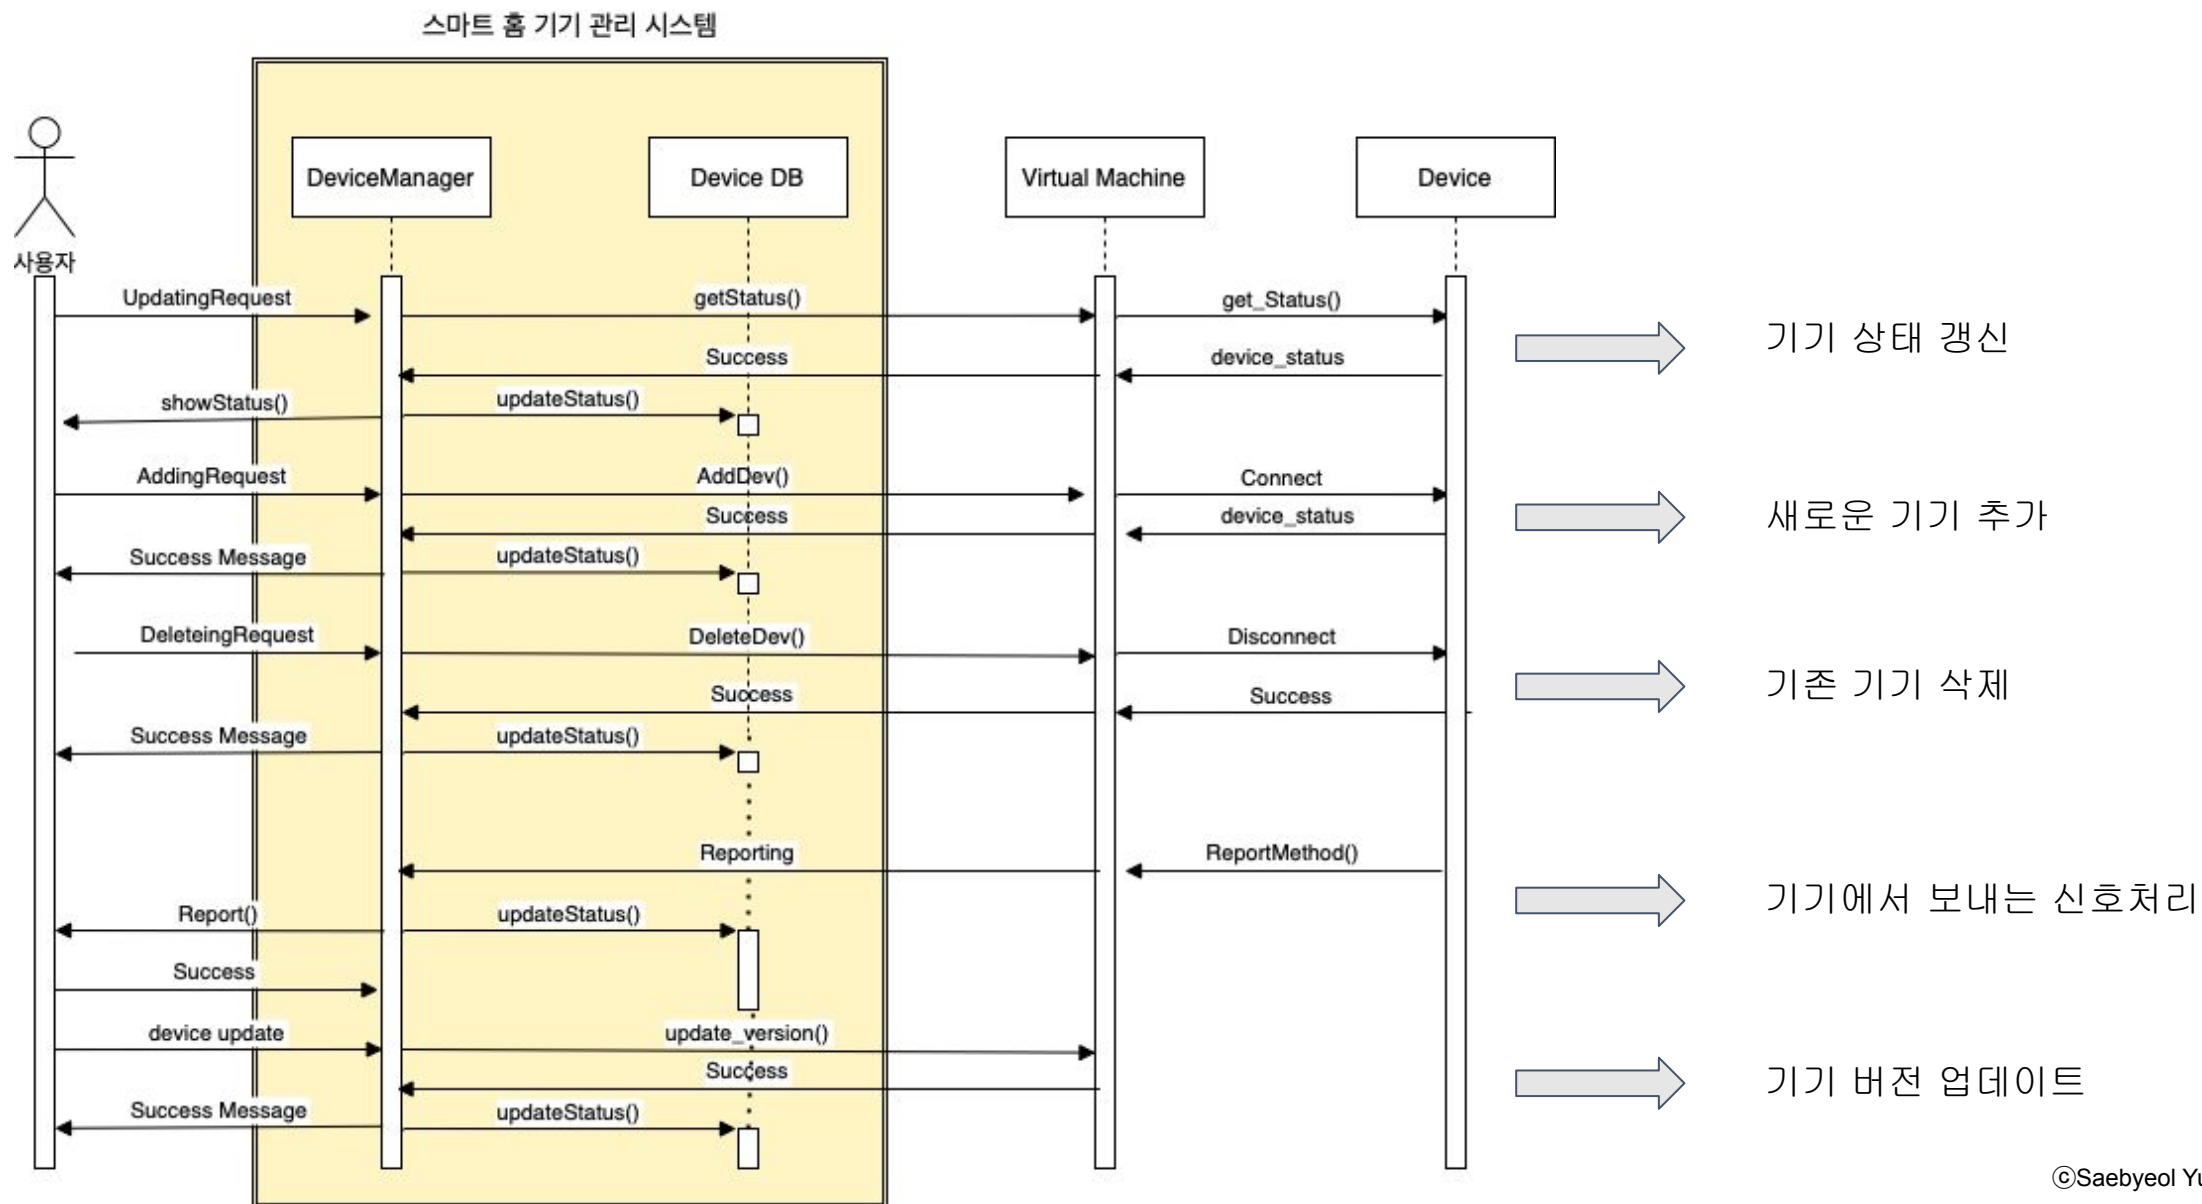 스마트 홈 기기 관리 시스템
DeviceManager
Device DB
Virtual Machine
Device
사용자
UpdatingRequest
getStatus()
get_Status()
기기 상태 갱신
Success
device_status
showStatus()
updateStatus()
AddingRequest
AddDev()
Connect
새로운 기기 추가
Success
device_status
Success Message
updateStatus()
DeleteingRequest
DeleteDev()
Disconnect
기존 기기 삭제
Success
Success
Success Message
updateStatus()
Reporting
ReportMethod()
기기에서 보내는 신호처리
Report()
updateStatus()
Success
device update
update_version()
Success
기기 버전 업데이트
Success Message
updateStatus()
ⓒSaebyeol Yu